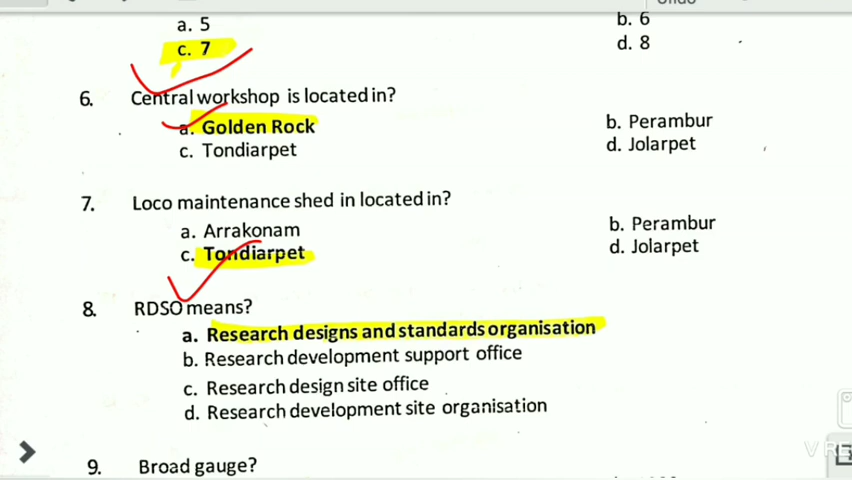 a. 5
b. 6
c. 7
d. 8
6. Central workshop is located in?
a. Golden Rock
b. Perambur
c. Tondiarpet
d. Jolarpet
7. Loco maintenance shed in located in?
a. Arrakonam
b. Perambur
c. Tondiarpet
d. Jolarpet
8. RDSO means?
a. Research designs and standards organisation
b. Research development support office
c. Research design site office
d. Research development site organisation
9. Broad gauge?